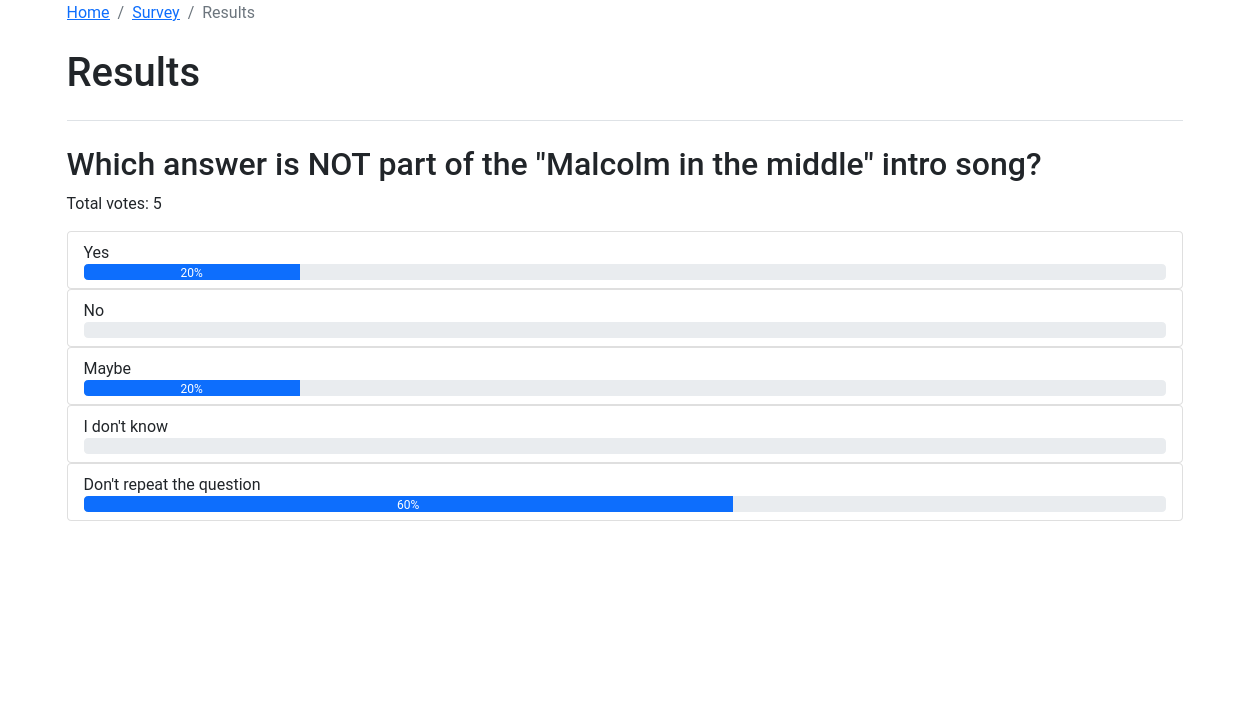 Home / Survey / Results
Results
Which answer is NOT part of the "Malcolm in the middle" intro song?
Total votes: 5
Yes
20%
No
Maybe
20%
I don't know
Don't repeat the question
60%